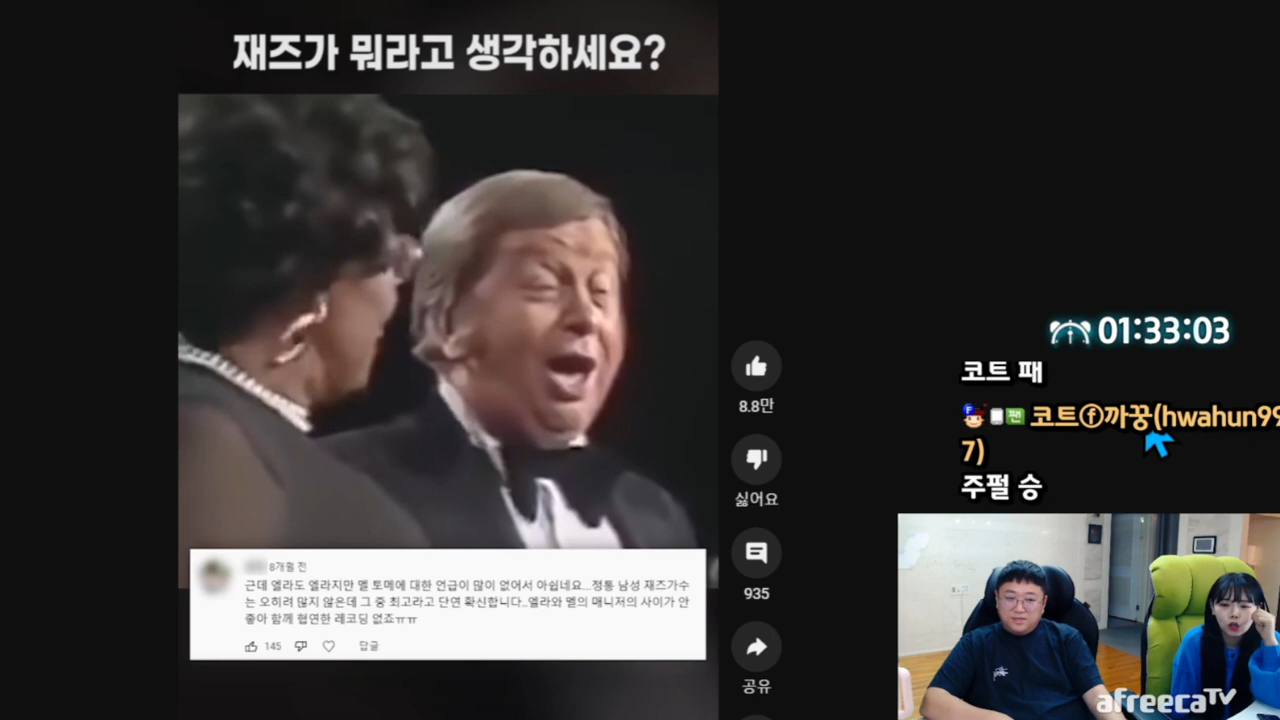 재즈가 뭐라고 생각하세요?
8개월 전
근데 엘라도 엘라지만 멜 토메에 대한 언급이 많이 없어서 아쉽네요...정통 남성 재즈가수
는 오히려 많지 않은데 그 중 최고라고 단연 확신합니다..엘라와 멜의 매니저의 사이가 안
좋아 함께 협연한 레코딩 없죠ㅠㅠ
145
답글
8.8만
싫어요
935
공유
01:33:03
코트 패
팬 코트ⓕ까꿍(hwahun99
7)
주펄 승
afreecaTV